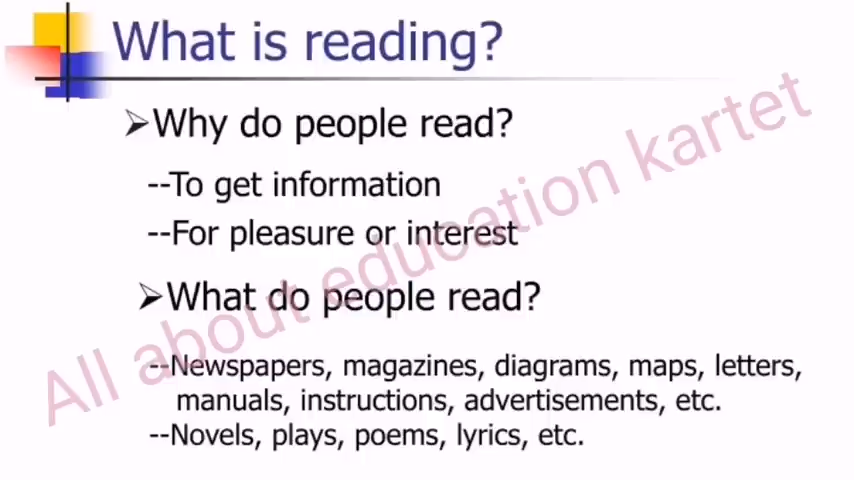 What is reading?
➢Why do people read?
--To get information
--For pleasure or interest
➢What do people read?
--Newspapers, magazines, diagrams, maps, letters,
manuals, instructions, advertisements, etc.
--Novels, plays, poems, lyrics, etc.
All about education kartet